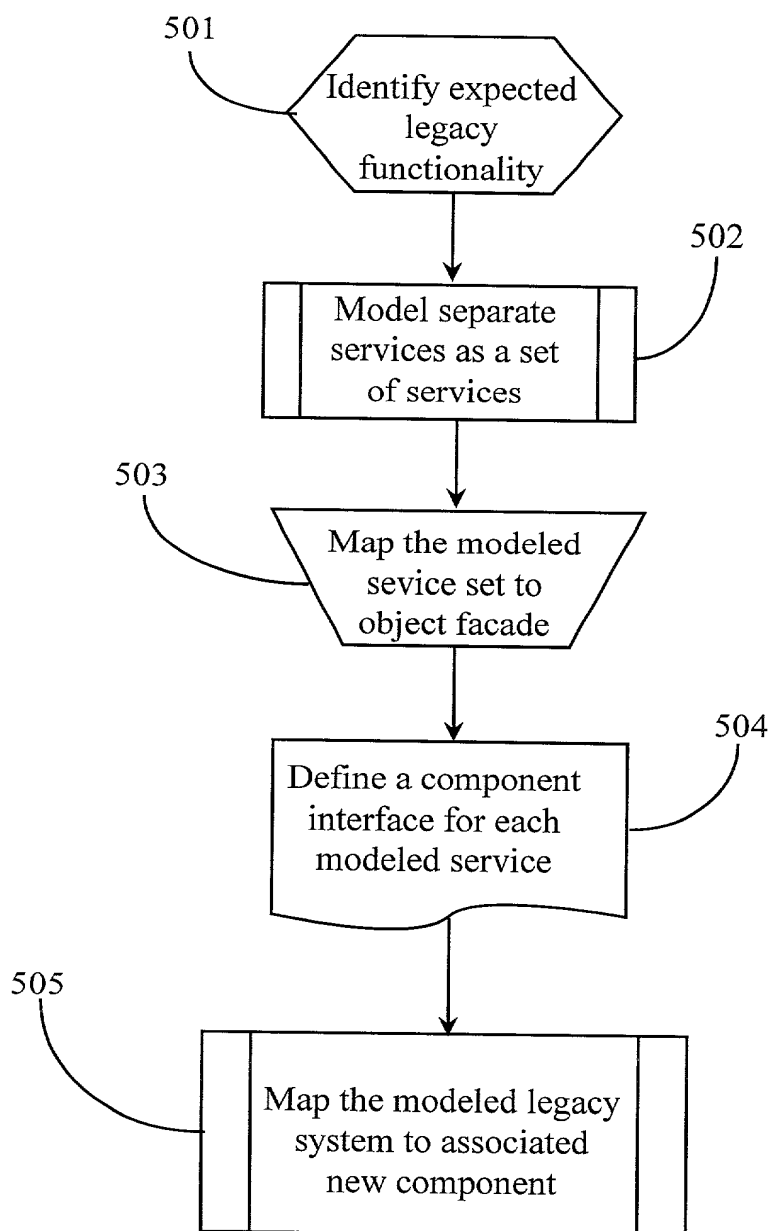 501
Identify expected
legacy
functionality
502
Model separate
services as a set
of services
503
Map the modeled
sevice set to
object facade
504
Define a component
interface for each
modeled service
505
Map the modeled legacy
system to associated
new component